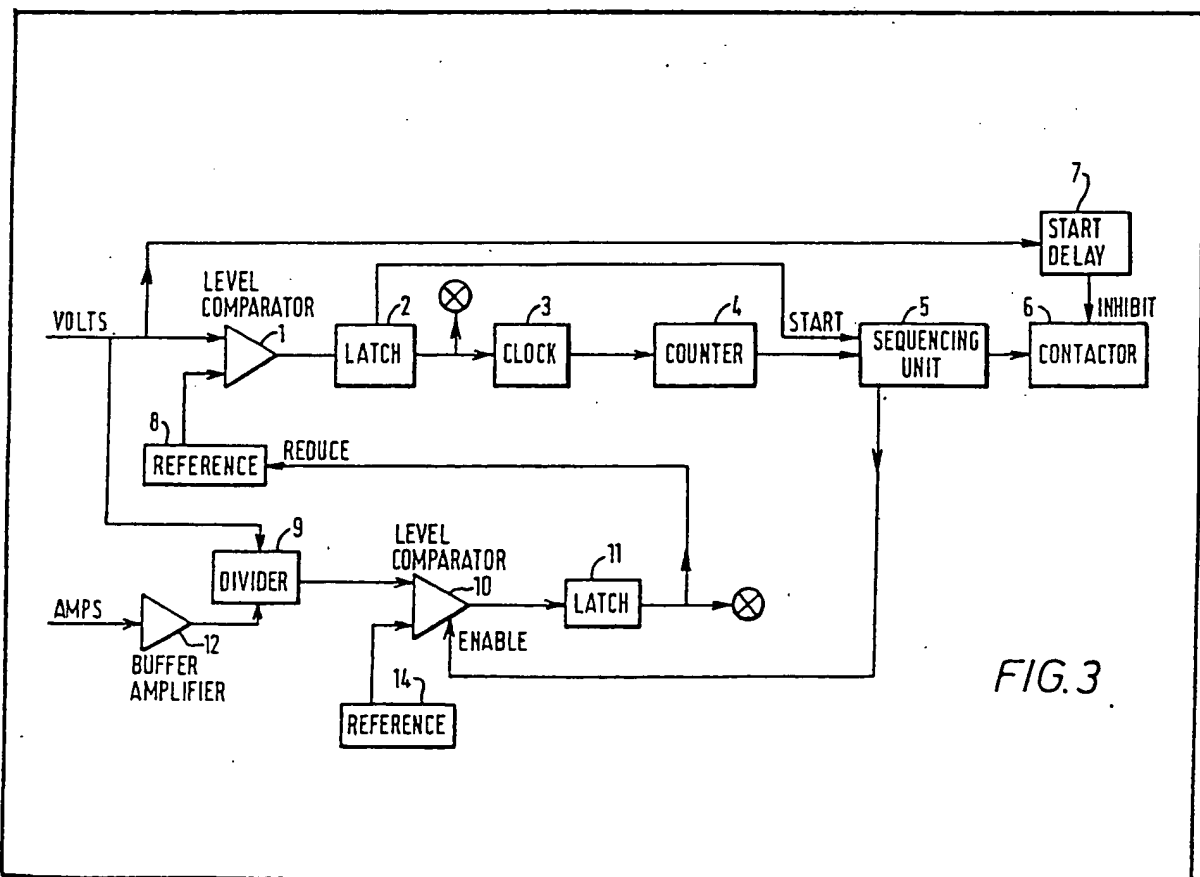 7
START
DELAY
INHIBIT
LEVEL
COMPARATOR
VOLTS
1
2
LATCH
3
CLOCK
4
COUNTER
START
5
SEQUENCING
UNIT
6
CONTACTOR
8
REFERENCE
REDUCE
9
DIVIDER
LEVEL
COMPARATOR
10
11
LATCH
AMPS
12
BUFFER
AMPLIFIER
ENABLE
14
REFERENCE
FIG.3